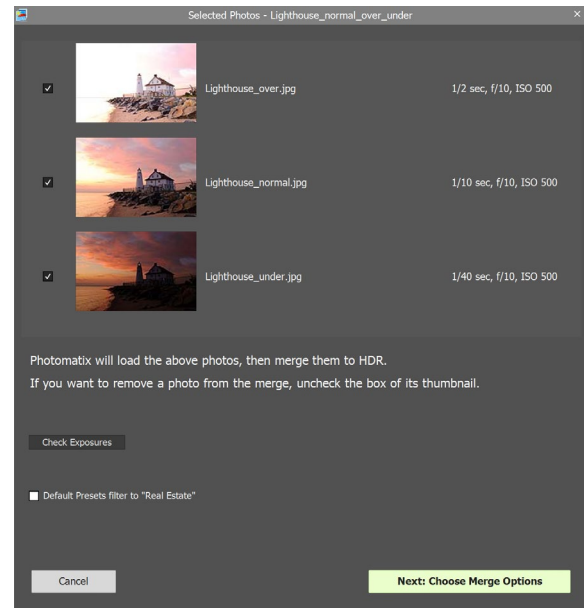 Selected Photos - Lighthouse_normal_over_under
Lighthouse_over.jpg 1/2 sec, f/10, ISO 500
Lighthouse_normal.jpg 1/10 sec, f/10, ISO 500
Lighthouse_under.jpg 1/40 sec, f/10, ISO 500
Photomatix will load the above photos, then merge them to HDR.
If you want to remove a photo from the merge, uncheck the box of its thumbnail.
Check Exposures
Default Presets filter to "Real Estate"
Cancel Next: Choose Merge Options